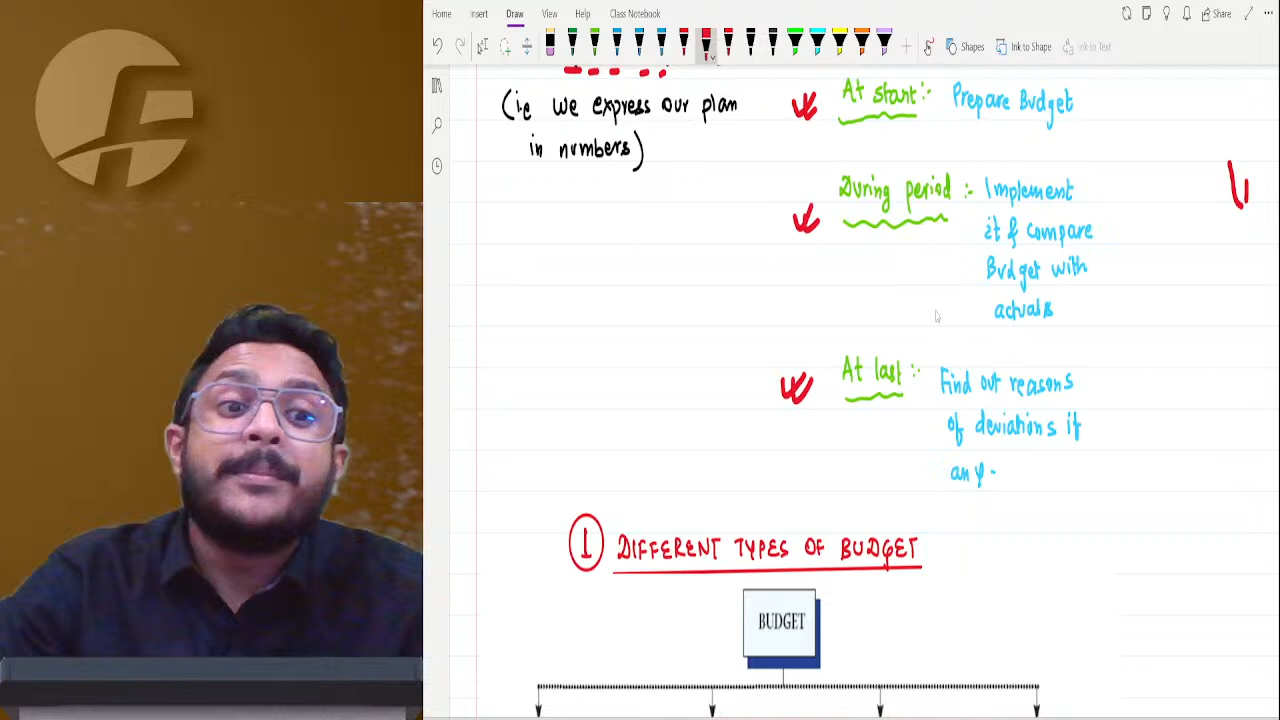 Home Insert Draw View Help Class Notebook
Share
Shapes Ink to Shape Ink to Text
(ie we express our plan
in numbers)
At start :- Prepare Budget
During period :- Implement
it & compare
Budget with
actuals
At last :- Find out reasons
of deviations if
any -
1 DIFFERENT TYPES OF BUDGET
BUDGET